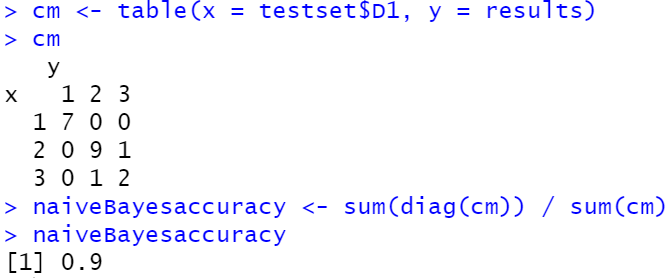 > cm <- table(x = testset$D1, y = results)
> cm
   y
x   1 2 3
  1 7 0 0
  2 0 9 1
  3 0 1 2
> naiveBayesaccuracy <- sum(diag(cm)) / sum(cm)
> naiveBayesaccuracy
[1] 0.9